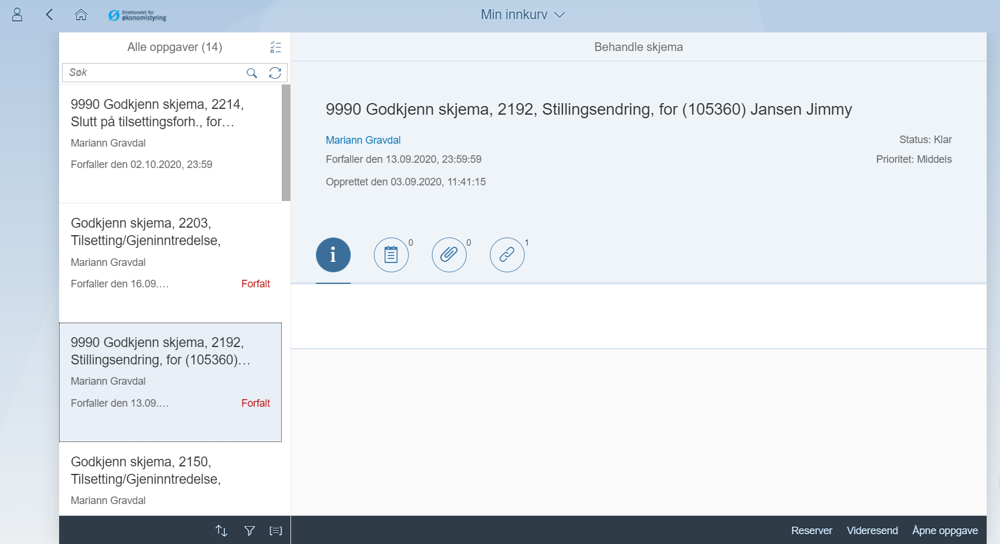 Direktoratet for
økonomistyring
Min innkurv
Alle oppgaver (14)
Behandle skjema
Søk
9990 Godkjenn skjema, 2214,
Slutt på tilsettingsforh., for…
Mariann Gravdal
Forfaller den 02.10.2020, 23:59
Godkjenn skjema, 2203,
Tilsetting/Gjeninntredelse,
Mariann Gravdal
Forfaller den 16.09.… Forfalt
9990 Godkjenn skjema, 2192,
Stillingsendring, for (105360)…
Mariann Gravdal
Forfaller den 13.09.… Forfalt
Godkjenn skjema, 2150,
Tilsetting/Gjeninntredelse,
Mariann Gravdal
9990 Godkjenn skjema, 2192, Stillingsendring, for (105360) Jansen Jimmy
Mariann Gravdal
Status: Klar
Forfaller den 13.09.2020, 23:59:59
Prioritet: Middels
Opprettet den 03.09.2020, 11:41:15
0 0 1
Reserver Videresend Åpne oppgave